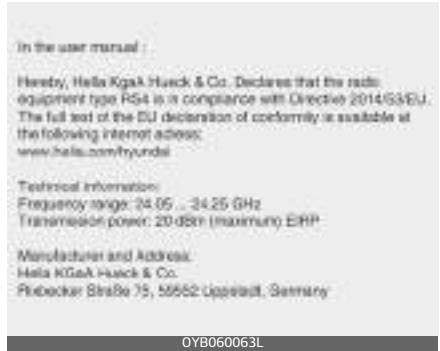 In the user manual :
Hereby, Hella KgaA Hueck & Co. Declares that the radio
equipment type RS4 is in compliance with Directive 2014/53/EU.
The full text of the EU declaration of conformity is available at
the following internet
www.hella.com/hyundai
Technical information:
Frequency range: 24.05 ... 24.25 GHz
Transmission power: 20 dBm (maximum) EIRP
Manufacturer and Address:
Hella KGaA Hueck & Co.
Rixbecker Straße 75, 59552 Lippstadt, Germany
OYB060063L